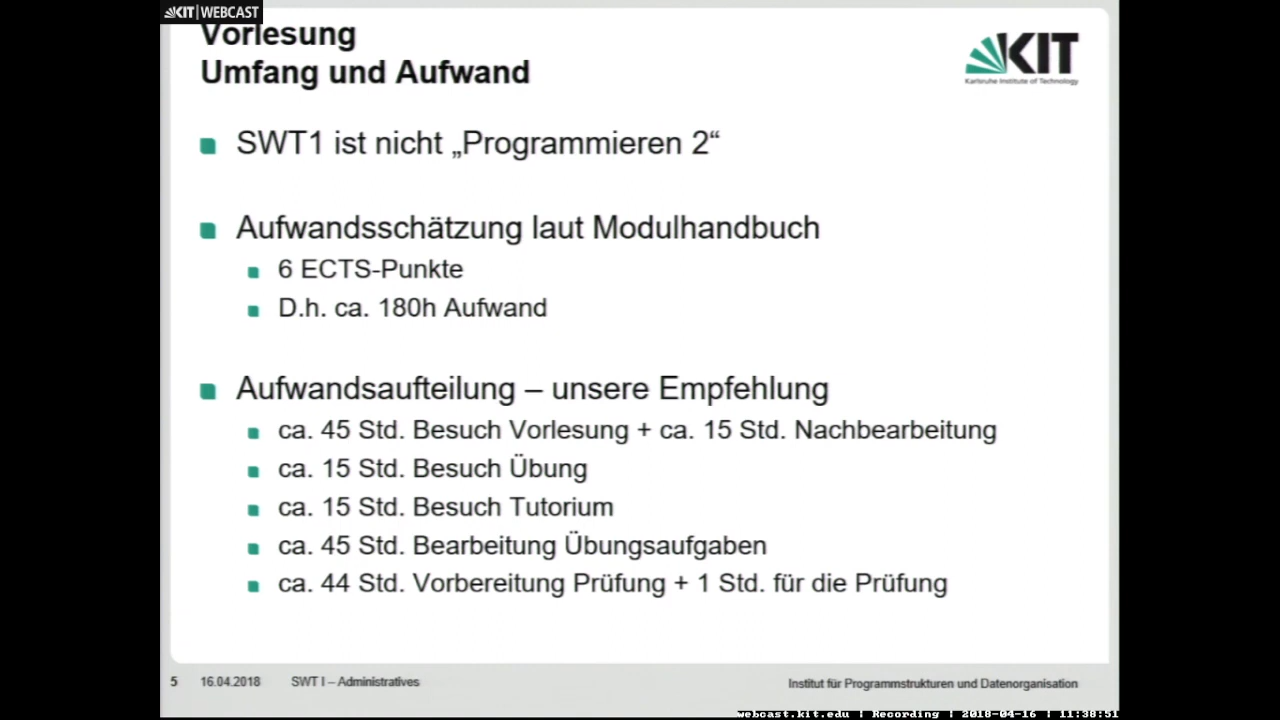 KIT | WEBCAST
Vorlesung
Umfang und Aufwand
KIT
Karlsruhe Institute of Technology
SWT1 ist nicht „Programmieren 2“
Aufwandsschätzung laut Modulhandbuch
6 ECTS-Punkte
D.h. ca. 180h Aufwand
Aufwandsaufteilung – unsere Empfehlung
ca. 45 Std. Besuch Vorlesung + ca. 15 Std. Nachbearbeitung
ca. 15 Std. Besuch Übung
ca. 15 Std. Besuch Tutorium
ca. 45 Std. Bearbeitung Übungsaufgaben
ca. 44 Std. Vorbereitung Prüfung + 1 Std. für die Prüfung
5 16.04.2018 SWT I – Administratives Institut für Programmstrukturen und Datenorganisation
webcast.kit.edu | Recording | 2018-04-16 | 11:38:51